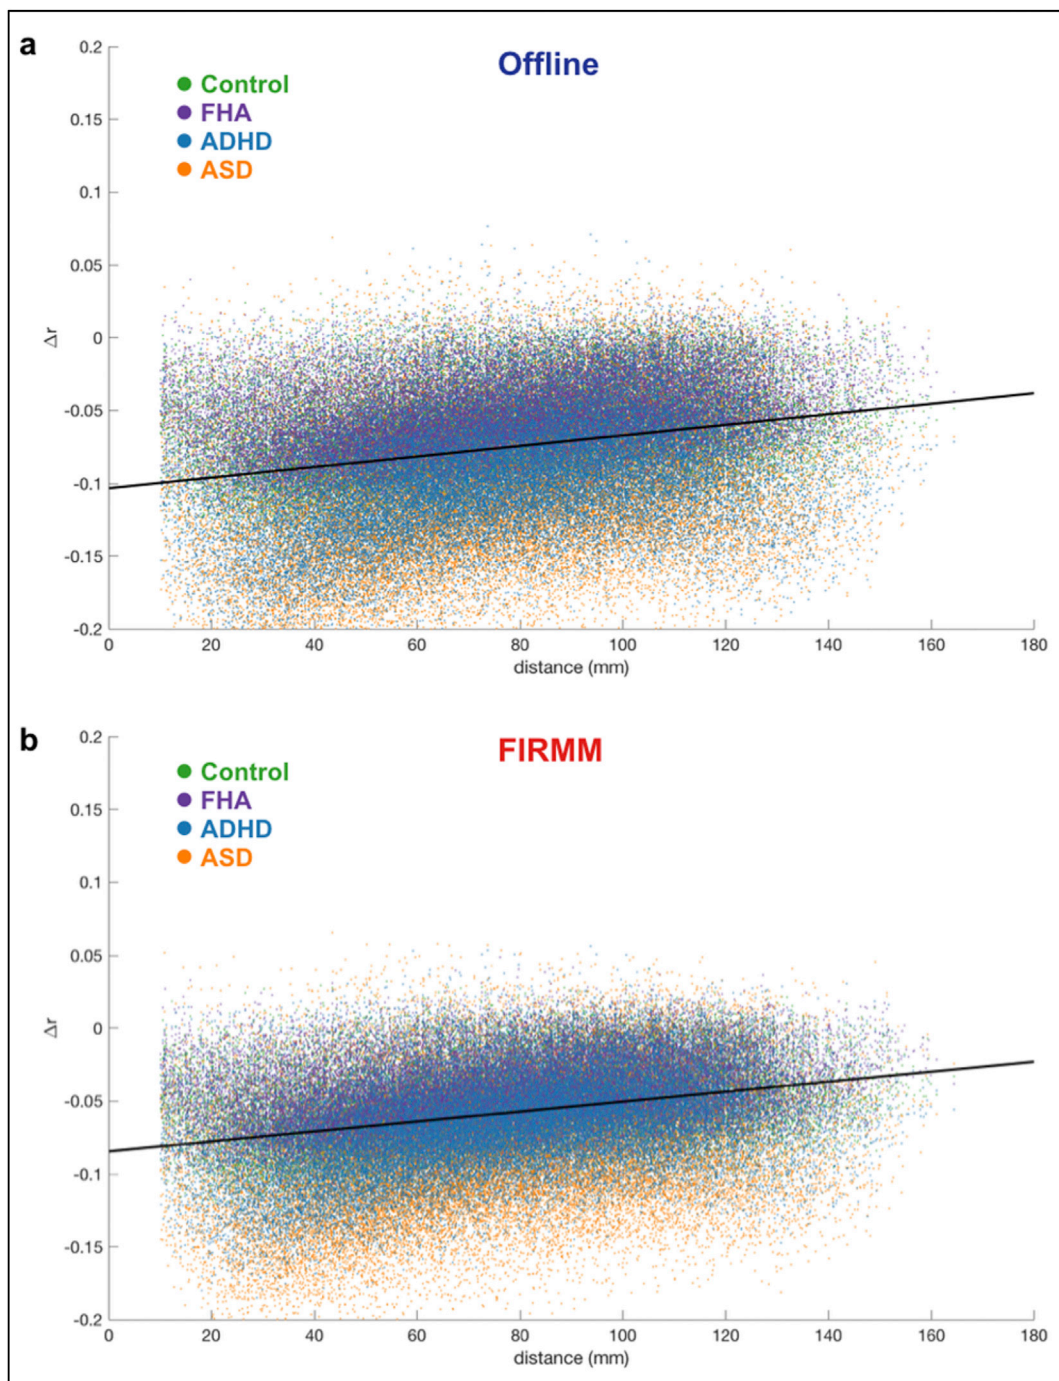 a
Offline
Control
FHA
ADHD
ASD
0.2
0.15
0.1
0.05
0
-0.05
-0.1
-0.15
-0.2
Δr
0 20 40 60 80 100 120 140 160 180
distance (mm)
b
FIRMM
Control
FHA
ADHD
ASD
0.2
0.15
0.1
0.05
0
-0.05
-0.1
-0.15
-0.2
Δr
0 20 40 60 80 100 120 140 160 180
distance (mm)